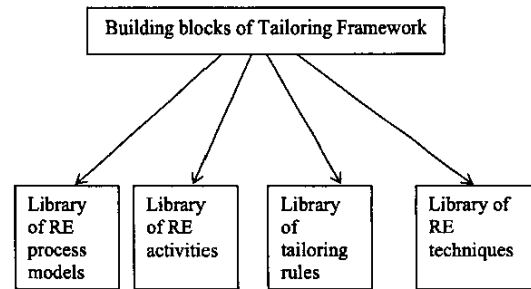 Building blocks of Tailoring Framework
Library
of RE
process
models
Library
of RE
activities
Library
of
tailoring
rules
Library of
RE
techniques